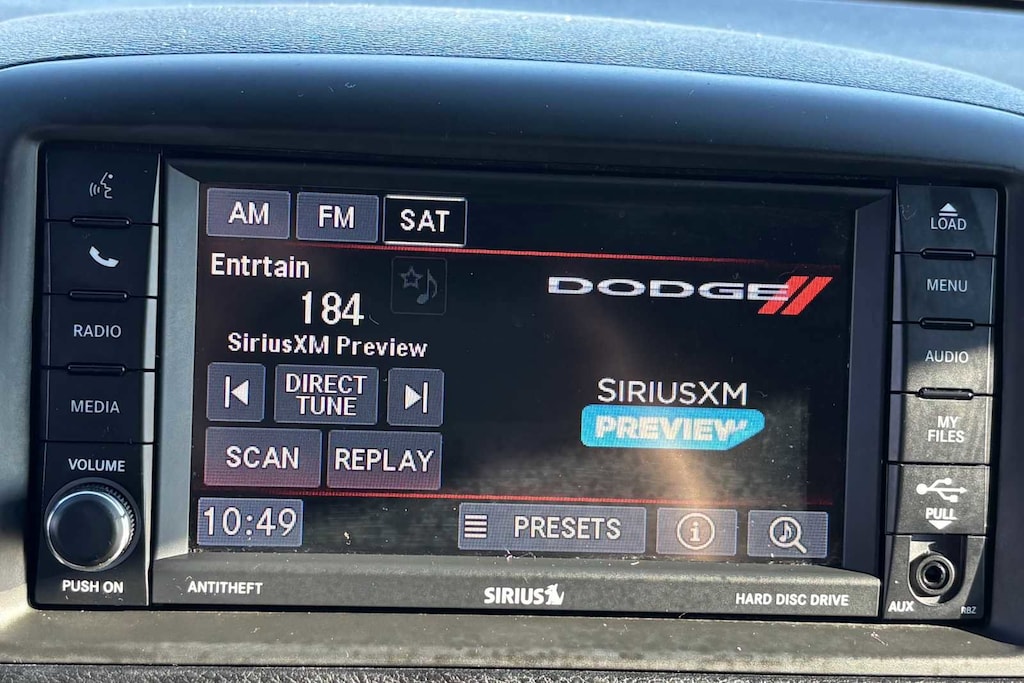 AM FM SAT
Entrtain
184
SiriusXM Preview
DIRECT
TUNE
SCAN REPLAY
10:49
PRESETS
DODGE
SIRIUSXM
PREVIEW
RADIO
MEDIA
VOLUME
PUSH ON
LOAD
MENU
AUDIO
MY
FILES
PULL
AUX
RBZ
ANTITHEFT
SIRIUS
HARD DISC DRIVE